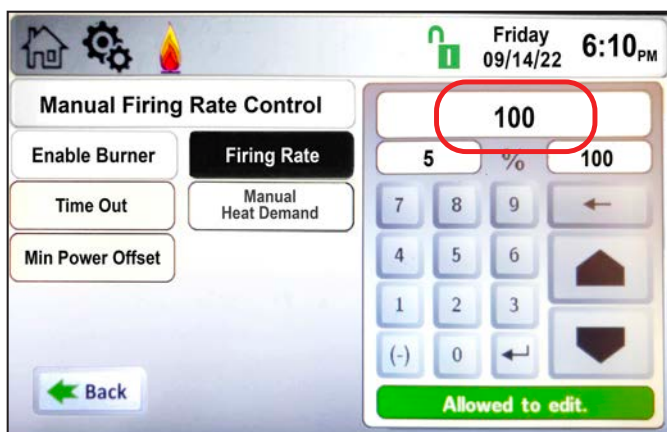 Friday
09/14/22
6:10PM
Manual Firing Rate Control
Enable Burner
Firing Rate
Time Out
Manual
Heat Demand
Min Power Offset
Back
100
5 % 100
7 8 9
4 5 6
1 2 3
(-) 0
Allowed to edit.